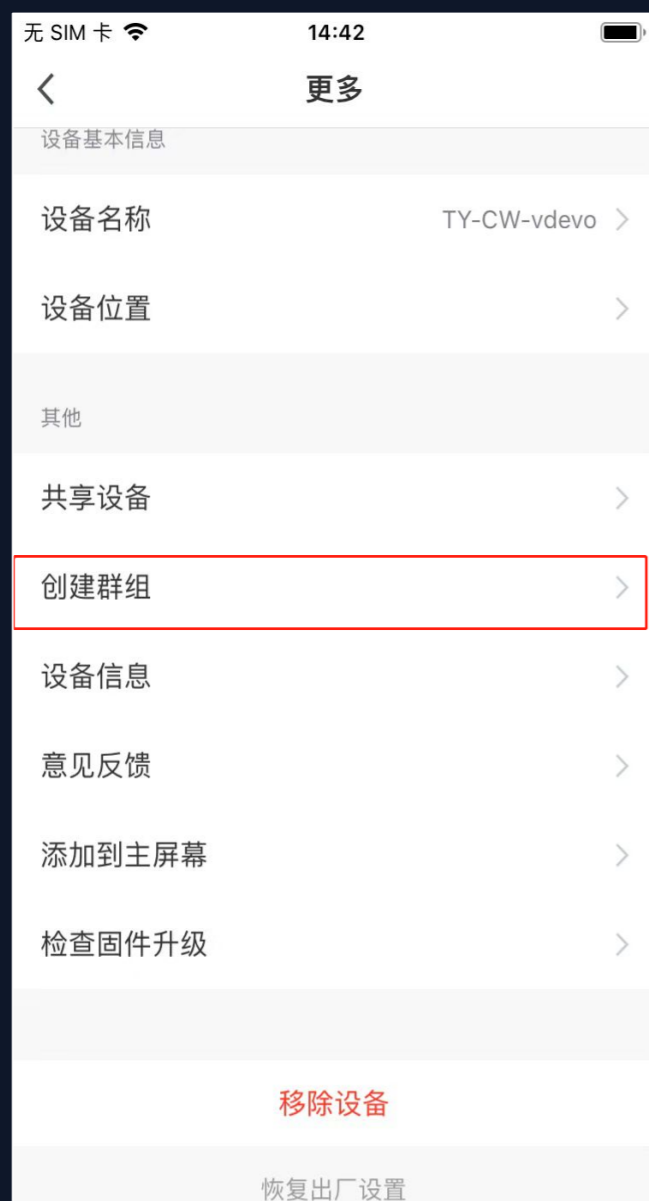 无 SIM 卡
14:42
更多
设备基本信息
设备名称 TY-CW-vdevo
设备位置
其他
共享设备
创建群组
设备信息
意见反馈
添加到主屏幕
检查固件升级
移除设备
恢复出厂设置